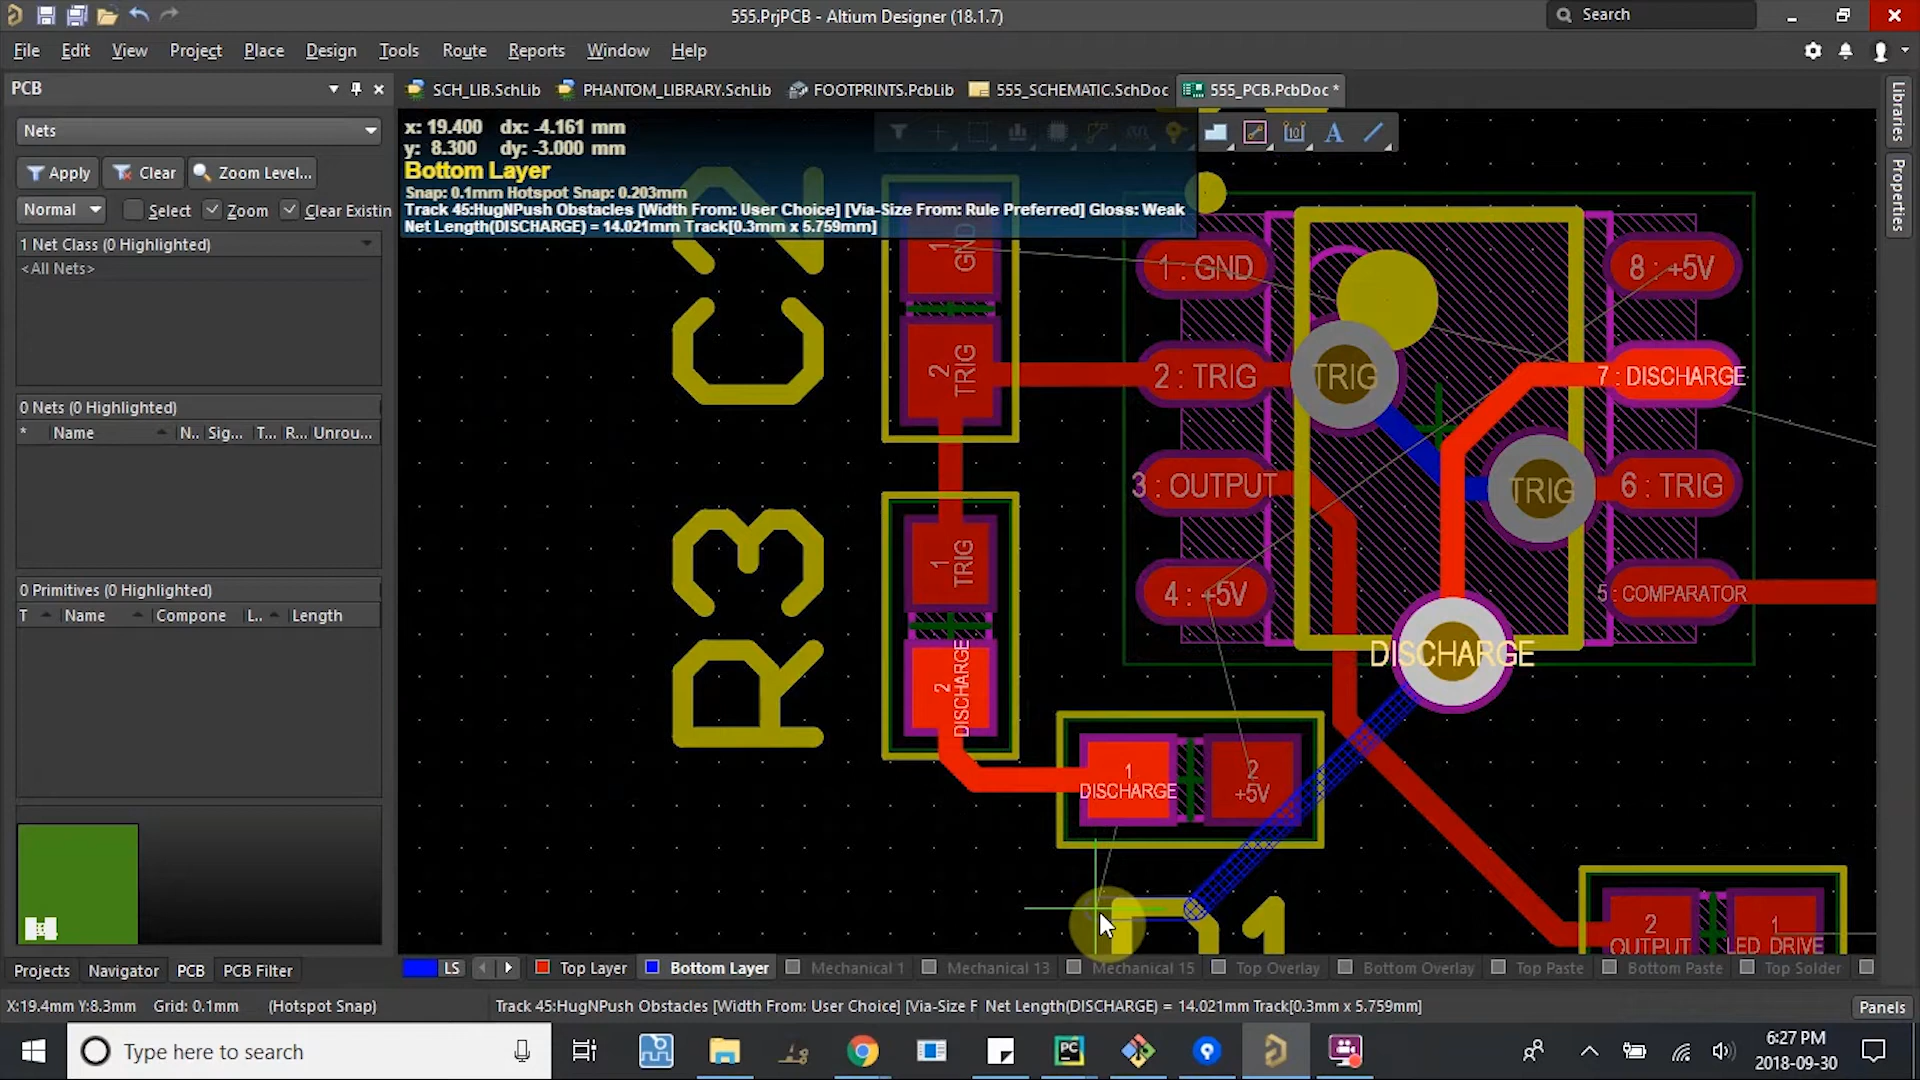 555.PrjPCB - Altium Designer (18.1.7)
Search
File Edit View Project Place Design Tools Route Reports Window Help
PCB
SCH_LIB.SchLib
PHANTOM_LIBRARY.SchLib
FOOTPRINTS.PcbLib
555_SCHEMATIC.SchDoc
555_PCB.PcbDoc *
Libraries
Properties
Nets
Apply
Clear
Zoom Level...
Normal
Select
Zoom
Clear Existin
1 Net Class (0 Highlighted)
<All Nets>
0 Nets (0 Highlighted)
* Name N.. Sig... T... R... Unrou...
0 Primitives (0 Highlighted)
T Name Compone L.. Length
x: 19.400 dx: -4.161 mm
y: 8.300 dy: -3.000 mm
Bottom Layer
Snap: 0.1mm Hotspot Snap: 0.203mm
Track 45:HugNPush Obstacles [Width From: User Choice] [Via-Size From: Rule Preferred] Gloss: Weak
Net Length(DISCHARGE) = 14.021mm Track[0.3mm x 5.759mm]
10
A
C2
1
GND
2
TRIG
1 : GND
8 : +5V
2 : TRIG
TRIG
7 : DISCHARGE
3 : OUTPUT
TRIG
6 : TRIG
R3
1
TRIG
4 : +5V
5 : COMPARATOR
2
DISCHARGE
DISCHARGE
1
DISCHARGE
2
+5V
2
OUTPUT
1
LED DRIVE
Projects
Navigator
PCB
PCB Filter
LS
Top Layer
Bottom Layer
Mechanical 1
Mechanical 13
Mechanical 15
Top Overlay
Bottom Overlay
Top Paste
Bottom Paste
Top Solder
X:19.4mm Y:8.3mm Grid: 0.1mm (Hotspot Snap)
Track 45:HugNPush Obstacles [Width From: User Choice] [Via-Size F
Net Length(DISCHARGE) = 14.021mm Track[0.3mm x 5.759mm]
Panels
Type here to search
PC
6:27 PM
2018-09-30